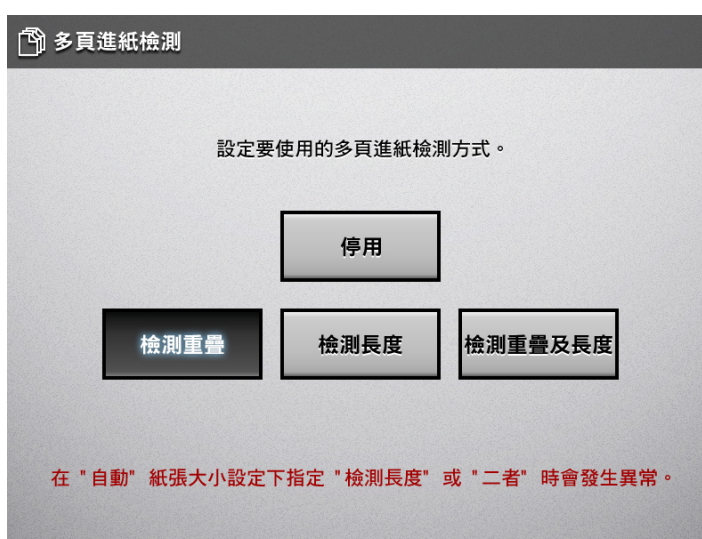 多頁進紙檢測
設定要使用的多頁進紙檢測方式。
停用
檢測重疊
檢測長度
檢測重疊及長度
在 "自動" 紙張大小設定下指定 "檢測長度" 或 "二者" 時會發生異常。